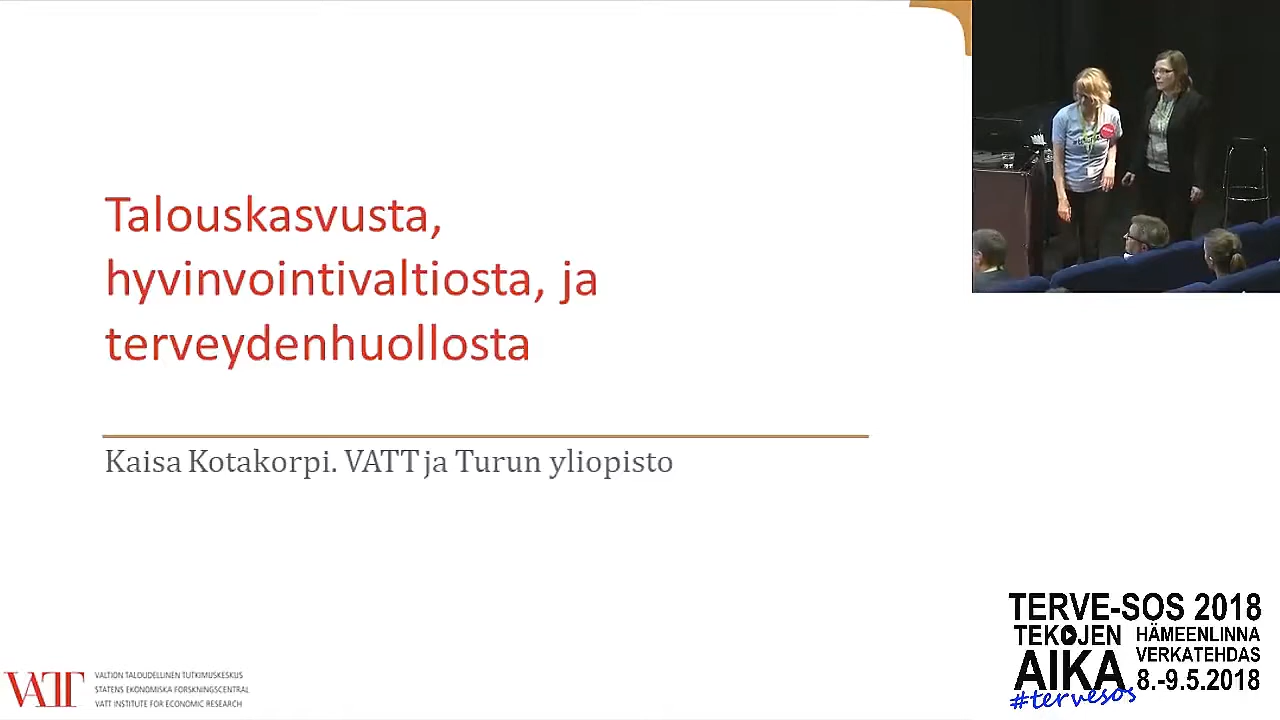 Talouskasvusta,
hyvinvointivaltiosta, ja
terveydenhuollosta
Kaisa Kotakorpi. VATT ja Turun yliopisto
VATT
VALTION TALOUDELLINEN TUTKIMUSKESKUS
STATENS EKONOMISKA FORSKNINGSCENTRAL
VATT INSTITUTE FOR ECONOMIC RESEARCH
TERVE-SOS 2018
TEKOJEN
AIKA
HÄMEENLINNA
VERKATEHDAS
8.-9.5.2018
#tervesos